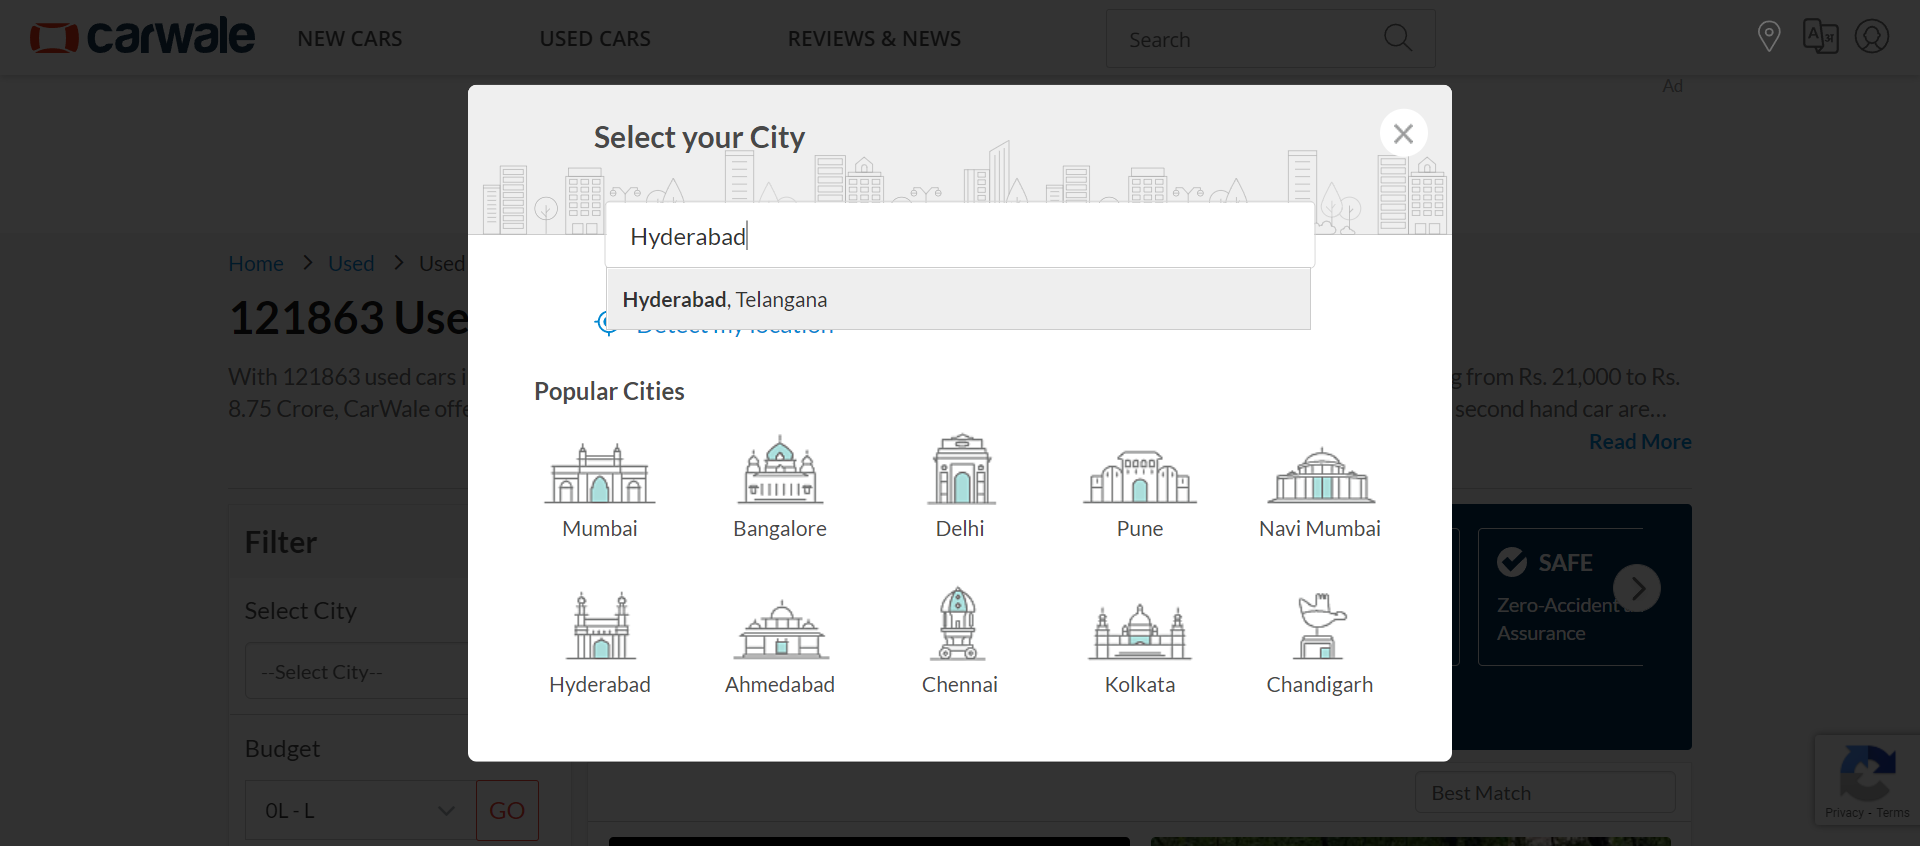 carwale NEW CARS USED CARS REVIEWS & NEWS Search
Ad
Select your City
Hyderabad
Home > Used > Used
Hyderabad, Telangana
121863 Use
Detect my location
With 121863 used cars i
g from Rs. 21,000 to Rs.
8.75 Crore, CarWale offe
second hand car are...
Read More
Popular Cities
Mumbai Bangalore Delhi Pune Navi Mumbai
Hyderabad Ahmedabad Chennai Kolkata Chandigarh
Filter
Select City
--Select City--
Budget
0L - L GO
SAFE
Zero-Accident
Assurance
Best Match
Privacy - Terms